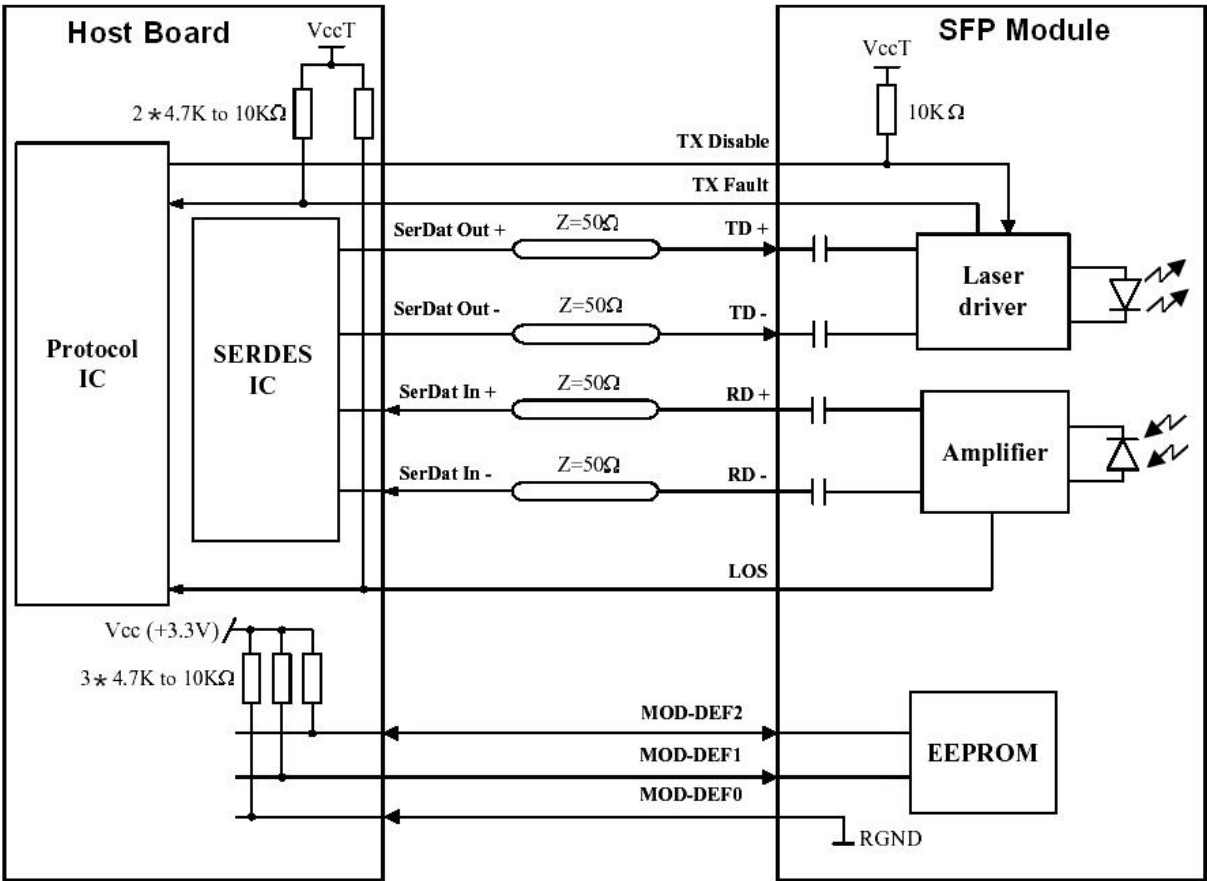 Host Board
SFP Module
VccT
VccT
2*4.7K to 10KΩ
10KΩ
TX Disable
TX Fault
SerDat Out +
Z=50Ω
TD +
SerDat Out -
Z=50Ω
TD -
Laser
driver
Protocol
IC
SERDES
IC
SerDat In +
Z=50Ω
RD +
SerDat In -
Z=50Ω
RD -
Amplifier
LOS
Vcc (+3.3V)
3*4.7K to 10KΩ
MOD-DEF2
MOD-DEF1
MOD-DEF0
EEPROM
RGND